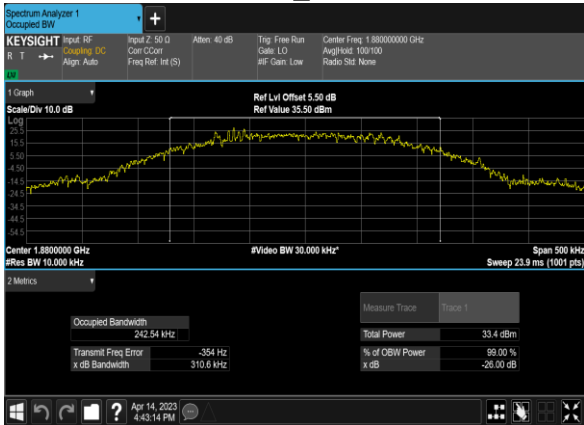 Spectrum Analyzer 1
Occupied BW
+
KEYSIGHT
R T
LXI
Input: RF
Coupling: DC
Align: Auto
Input Z: 50 Ω
Corr CCorr
Freq Ref: Int (S)
Atten: 40 dB
Trig: Free Run
Gate: LO
#IF Gain: Low
Center Freq: 1.880000000 GHz
Avg|Hold: 100/100
Radio Std: None
1 Graph
Scale/Div 10.0 dB
Ref Lvl Offset 5.50 dB
Ref Value 35.50 dBm
Log
25.5
15.5
5.50
-4.50
-14.5
-24.5
-34.5
-44.5
-54.5
Center 1.8800000 GHz
#Video BW 30.000 kHz*
Span 500 kHz
#Res BW 10.000 kHz
Sweep 23.9 ms (1001 pts)
2 Metrics
Measure Trace
Trace 1
Occupied Bandwidth
242.54 kHz
Total Power
33.4 dBm
Transmit Freq Error
-354 Hz
% of OBW Power
99.00 %
x dB Bandwidth
310.6 kHz
x dB
-26.00 dB
?
Apr 14, 2023
4:43:14 PM